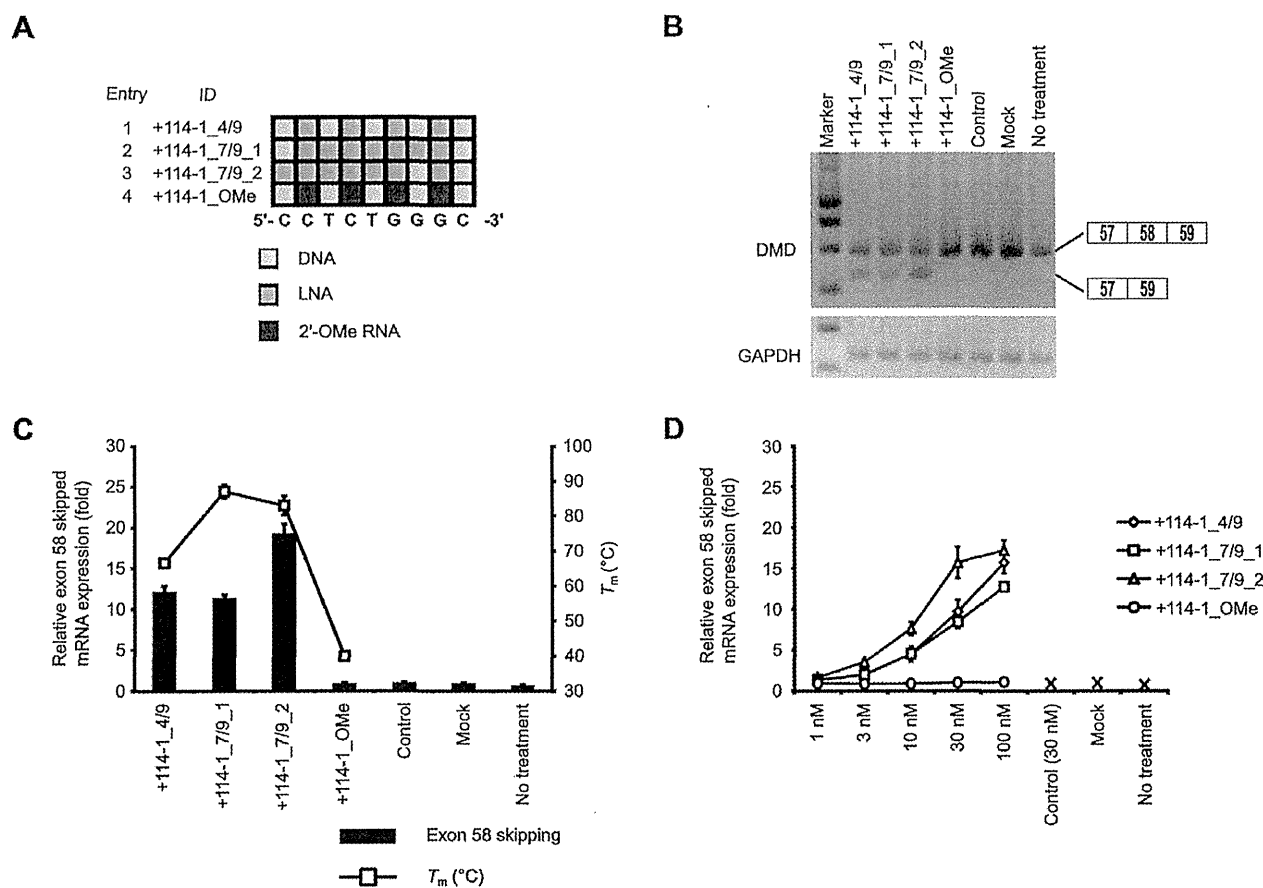 A
Entry ID
1 +114-1_4/9
2 +114-1_7/9_1
3 +114-1_7/9_2
4 +114-1_OMe
5'- C C T C T G G G C -3'
DNA
LNA
2'-OMe RNA
B
Marker
+114-1_4/9
+114-1_7/9_1
+114-1_7/9_2
+114-1_OMe
Control
Mock
No treatment
DMD
57 58 59
57 59
GAPDH
C
Relative exon 58 skipped
mRNA expression (fold)
30
25
20
15
10
5
0
100
90
80
70
60
50
40
30
Tm (°C)
+114-1_4/9
+114-1_7/9_1
+114-1_7/9_2
+114-1_OMe
Control
Mock
No treatment
Exon 58 skipping
Tm (°C)
D
Relative exon 58 skipped
mRNA expression (fold)
30
25
20
15
10
5
0
1 nM
3 nM
10 nM
30 nM
100 nM
Control (30 nM)
Mock
No treatment
+114-1_4/9
+114-1_7/9_1
+114-1_7/9_2
+114-1_OMe